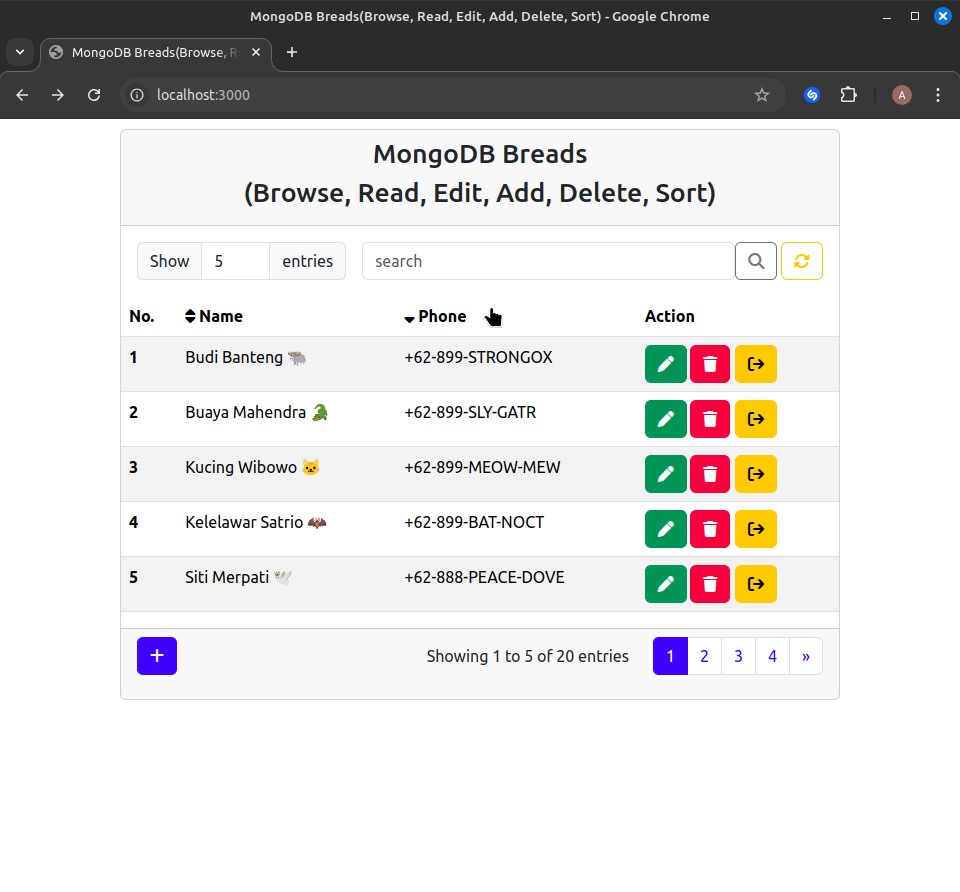 MongoDB Breads(Browse, Read, Edit, Add, Delete, Sort) - Google Chrome
MongoDB Breads(Browse, R
localhost:3000
A
MongoDB Breads
(Browse, Read, Edit, Add, Delete, Sort)
Show 5 entries search
No. Name Phone Action
1 Budi Banteng 🐃 +62-899-STRONGOX
2 Buaya Mahendra 🐊 +62-899-SLY-GATR
3 Kucing Wibowo 🐱 +62-899-MEOW-MEW
4 Kelelawar Satrio 🦇 +62-899-BAT-NOCT
5 Siti Merpati 🕊️ +62-888-PEACE-DOVE
+ Showing 1 to 5 of 20 entries 1 2 3 4 »